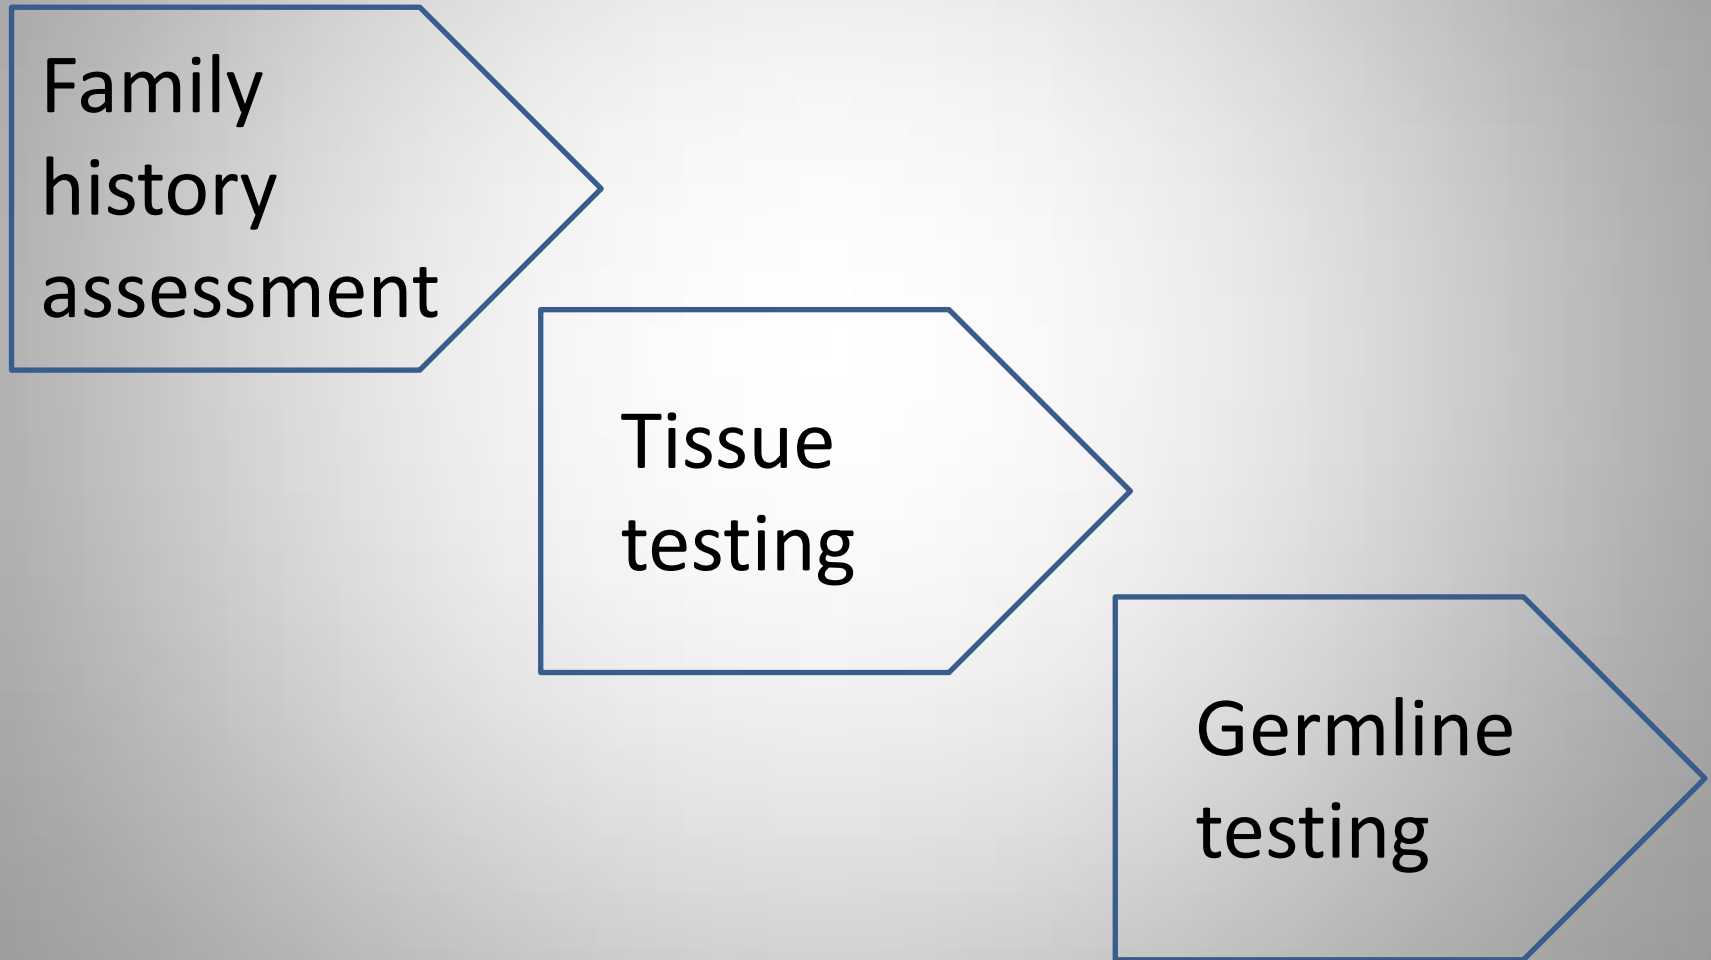 Family
history
assessment
Tissue
testing
Germline
testing